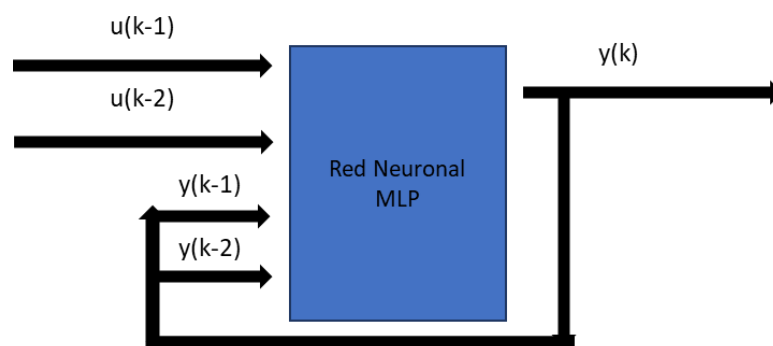 u(k-1)
y(k)
u(k-2)
Red Neuronal
MLP
y(k-1)
y(k-2)